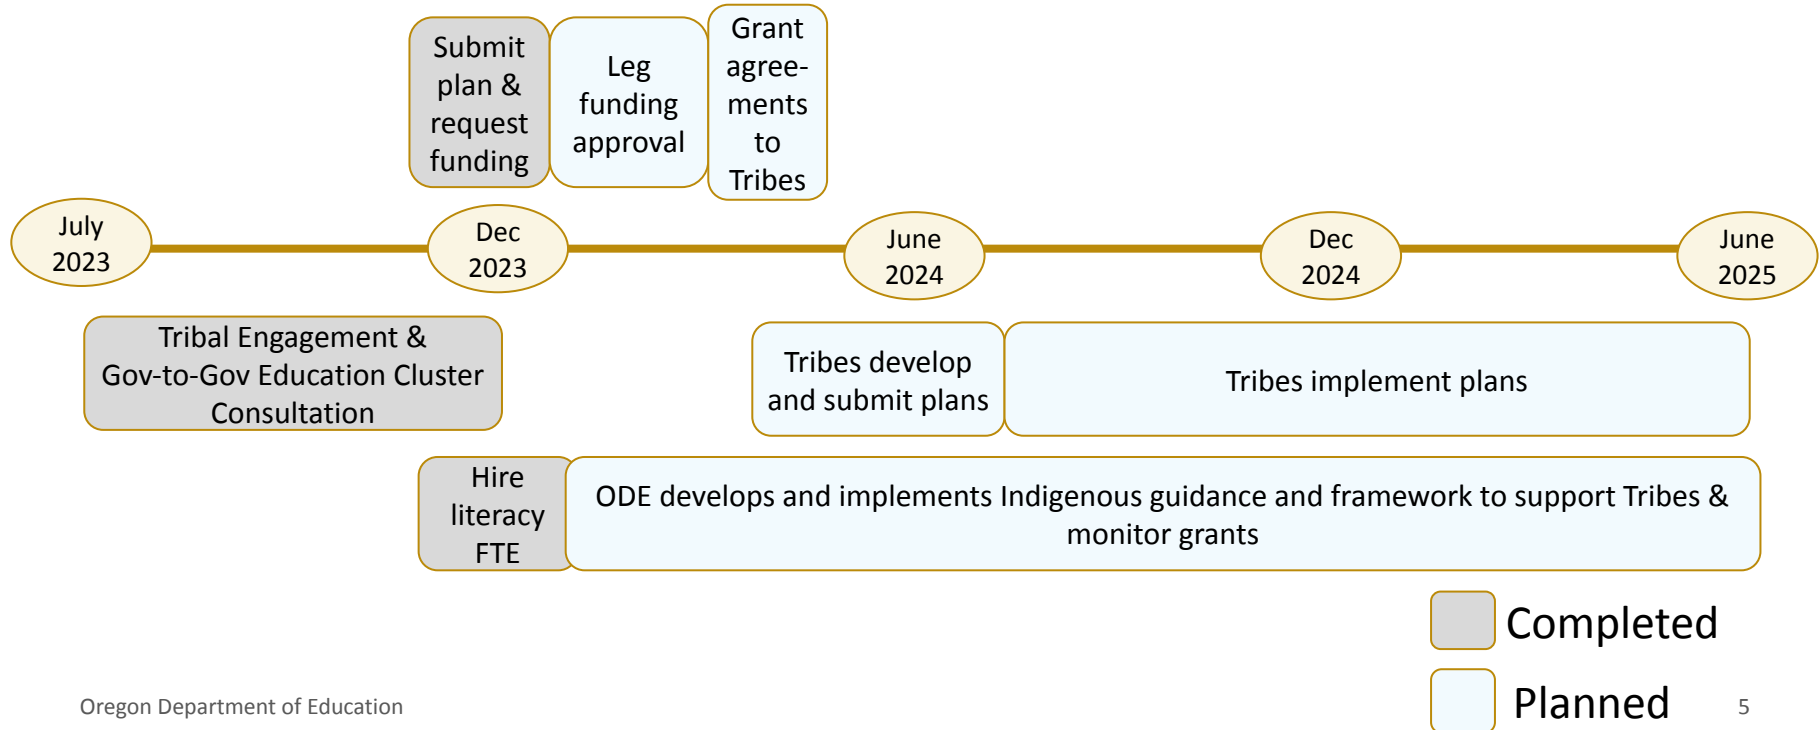 Submit
plan &
request
funding
Leg
funding
approval
Grant
agree-
ments
to
Tribes
July
2023
Dec
2023
June
2024
Dec
2024
June
2025
Tribal Engagement &
Gov-to-Gov Education Cluster
Consultation
Tribes develop
and submit plans
Tribes implement plans
Hire
literacy
FTE
ODE develops and implements Indigenous guidance and framework to support Tribes &
monitor grants
Completed
Planned
Oregon Department of Education
5